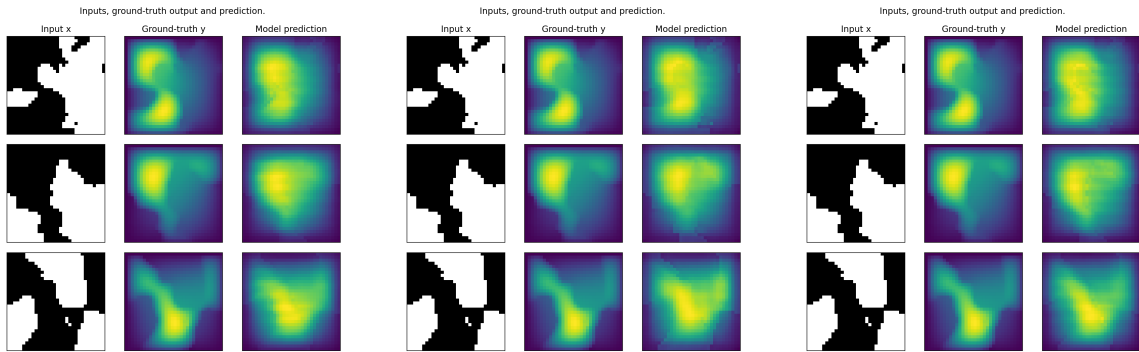 Inputs, ground-truth output and prediction.
Input x Ground-truth y Model prediction
Inputs, ground-truth output and prediction.
Input x Ground-truth y Model prediction
Inputs, ground-truth output and prediction.
Input x Ground-truth y Model prediction